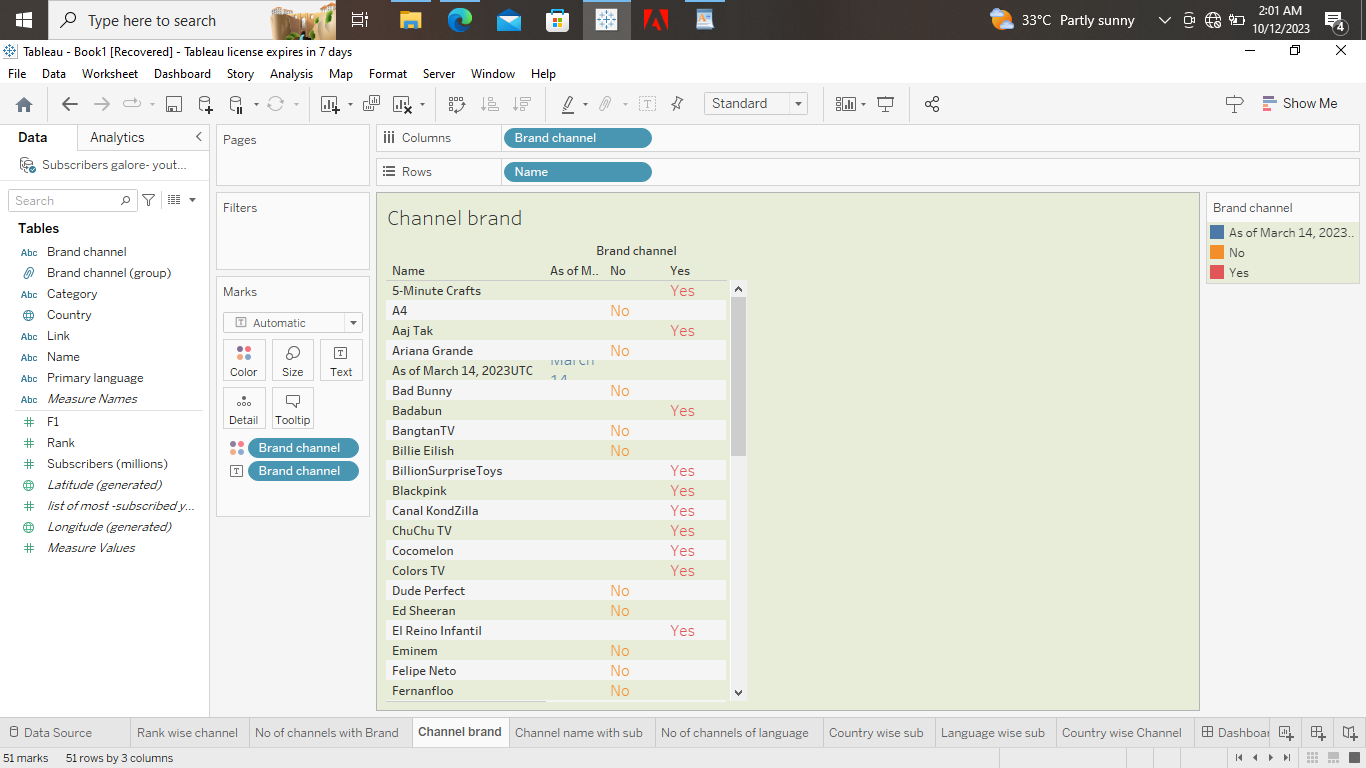 Type here to search
33°C Partly sunny
2:01 AM
10/12/2023
4
Tableau - Book1 [Recovered] - Tableau license expires in 7 days
File Data Worksheet Dashboard Story Analysis Map Format Server Window Help
Standard
Show Me
Data Analytics
Subscribers galore- yout...
Search
Tables
Abc Brand channel
Brand channel (group)
Abc Category
Country
Abc Link
Abc Name
Abc Primary language
Abc Measure Names
F1
Rank
Subscribers (millions)
Latitude (generated)
list of most -subscribed y...
Longitude (generated)
Measure Values
Pages
Filters
Marks
Automatic
Color Size Text
Detail Tooltip
Brand channel
Brand channel
Columns Brand channel
Rows Name
Channel brand
Brand channel
Name As of M.. No Yes
5-Minute Crafts Yes
A4 No
Aaj Tak Yes
Ariana Grande No
As of March 14, 2023UTC March 14
Bad Bunny No
Badabun Yes
BangtanTV No
Billie Eilish No
BillionSurpriseToys Yes
Blackpink Yes
Canal KondZilla Yes
ChuChu TV Yes
Cocomelon Yes
Colors TV Yes
Dude Perfect No
Ed Sheeran No
El Reino Infantil Yes
Eminem No
Felipe Neto No
Fernanfloo No
Brand channel
As of March 14, 2023..
No
Yes
Data Source Rank wise channel No of channels with Brand Channel brand Channel name with sub No of channels of language Country wise sub Language wise sub Country wise Channel Dashboar
51 marks 51 rows by 3 columns